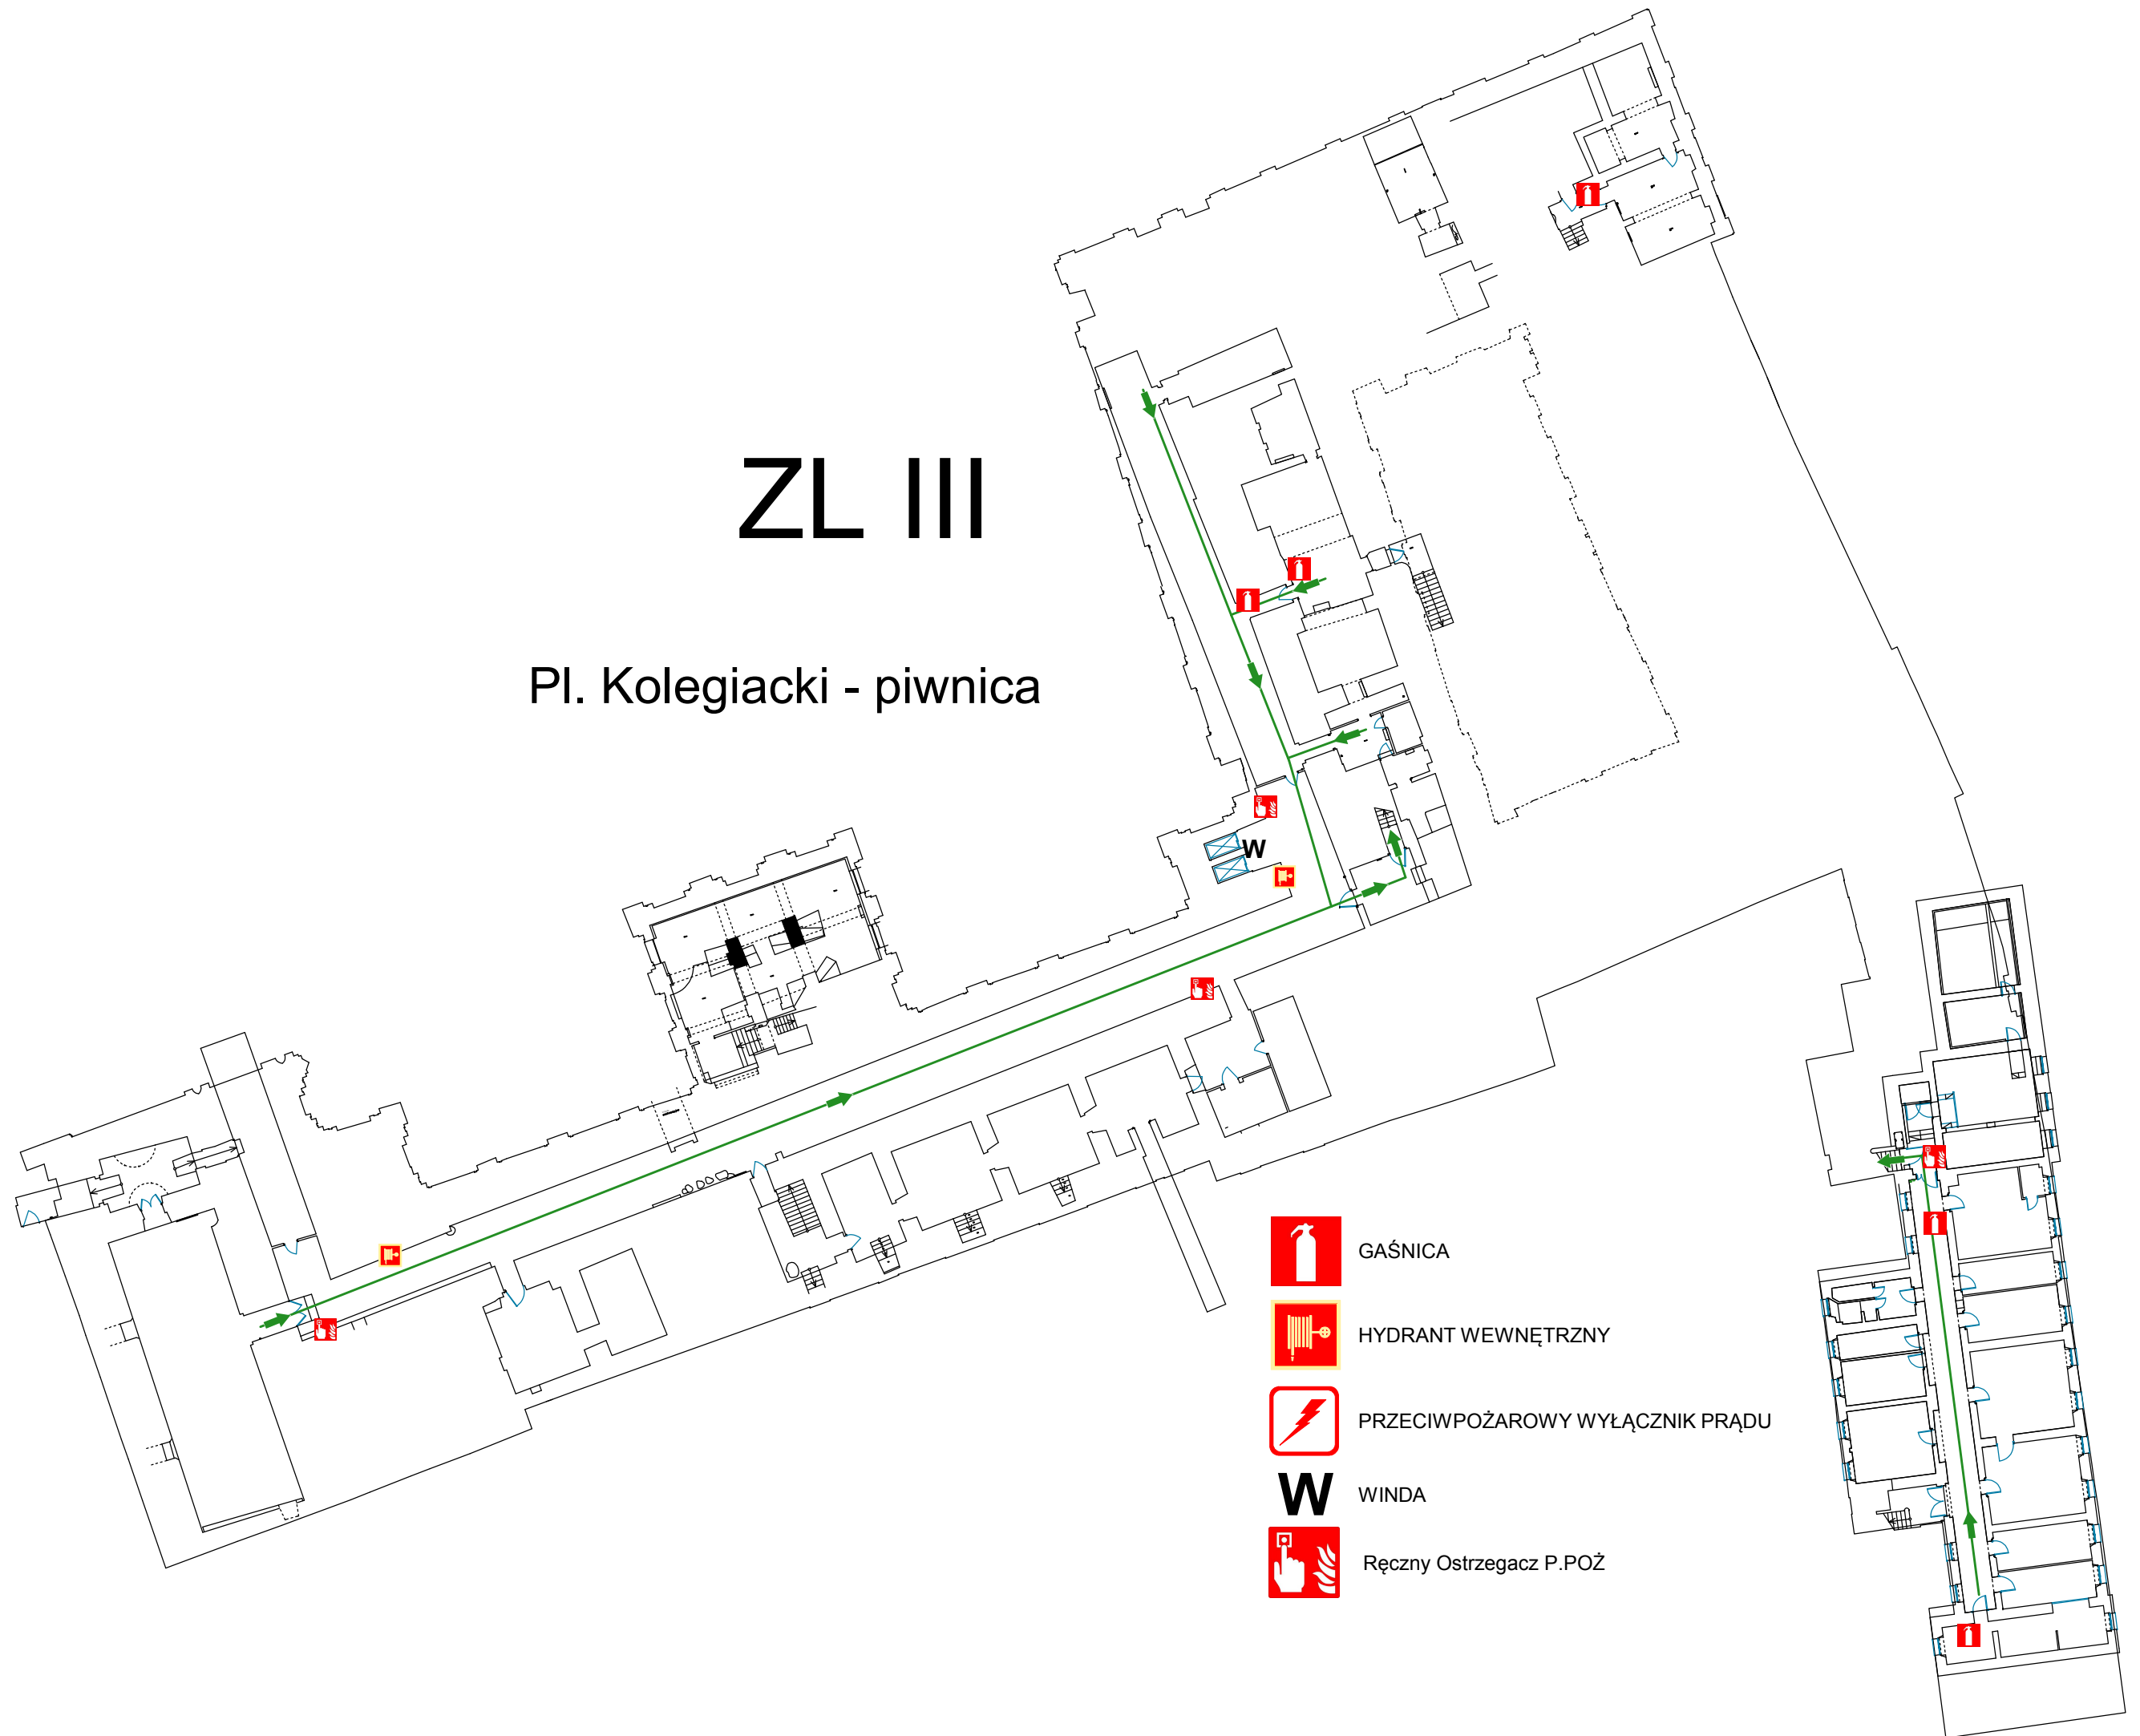 ZL III
Pl. Kolegiacki - piwnica
W
GAŚNICA
HYDRANT WEWNĘTRZNY
PRZECIWPOŻAROWY WYŁĄCZNIK PRĄDU
W WINDA
Ręczny Ostrzegacz P.POŻ